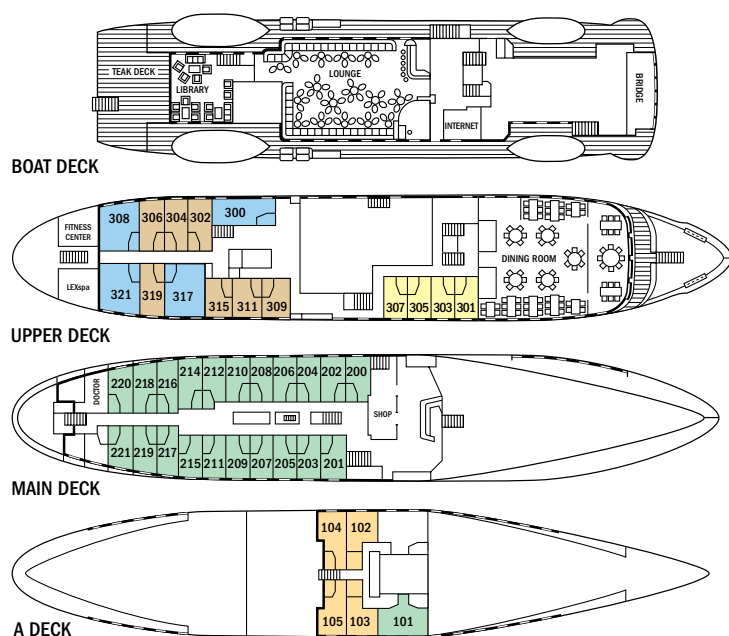 TEAK DECK
LIBRARY
LOUNGE
INTERNET
BRIDGE
BOAT DECK
FITNESS
CENTER
308
306
304
302
300
DINING ROOM
LEXspa
321
319
317
315
311
309
307
305
303
301
UPPER DECK
DOCTOR
220
218
216
214
212
210
208
206
204
202
200
SHOP
221
219
217
215
211
209
207
205
203
201
MAIN DECK
104
102
105
103
101
A DECK